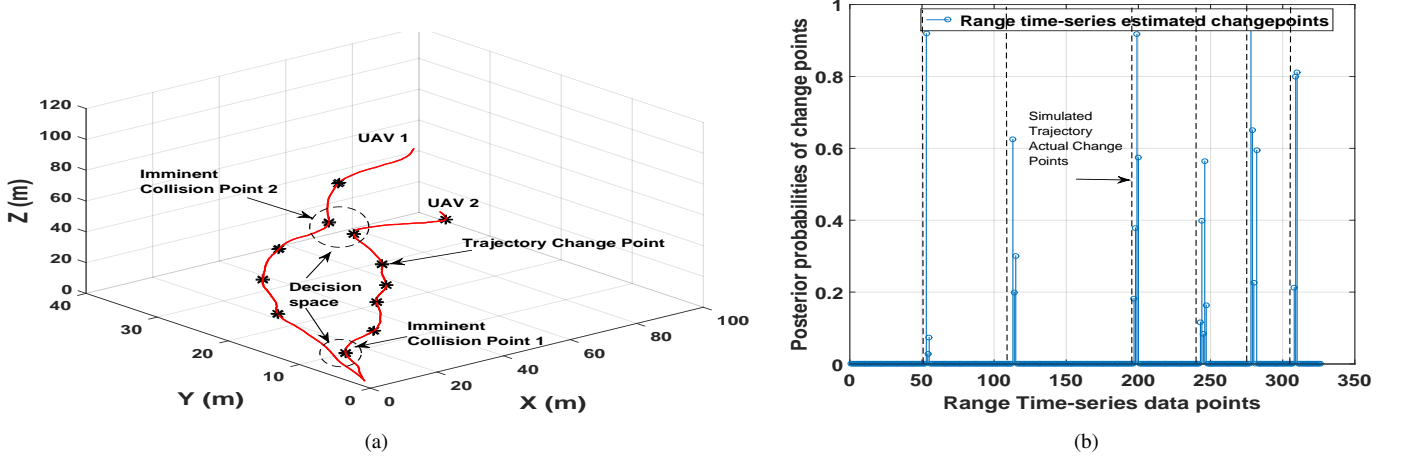 120
100
80
60
40
20
0
Z (m)
40
30
20
10
0
Y (m)
0
20
40
60
80
100
X (m)
UAV 1
UAV 2
Imminent
Collision Point 2
Trajectory Change Point
Decision
space
Imminent
Collision Point 1
(a)
1
0.8
0.6
0.4
0.2
0
Posterior probabilities of change points
Range time-series estimated changepoints
Simulated
Trajectory
Actual Change
Points
0
50
100
150
200
250
300
350
Range Time-series data points
(b)